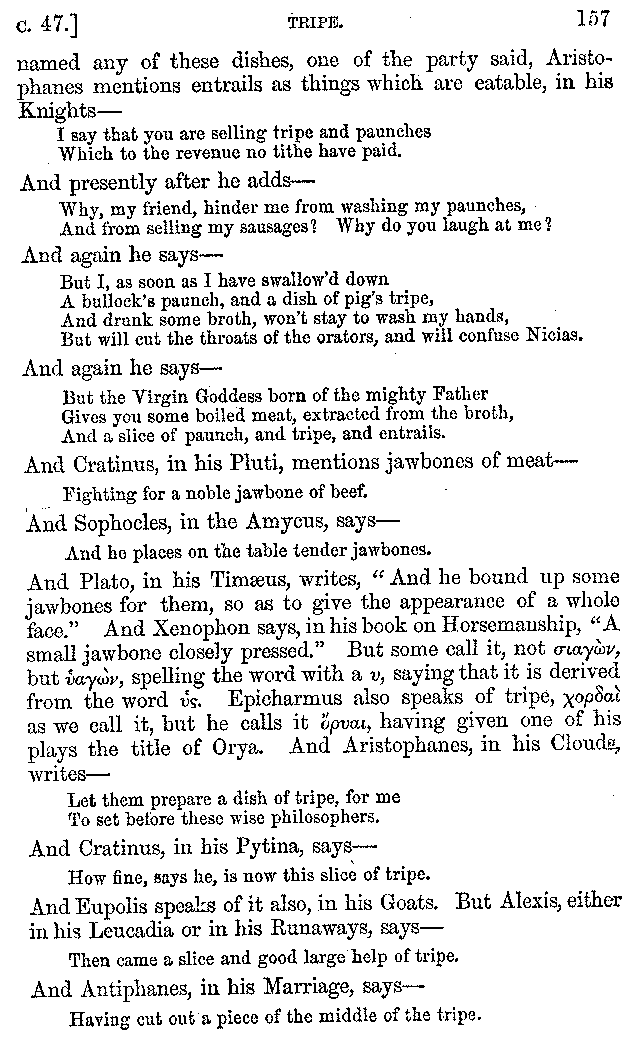 c. 47.] TRIPE. 157
named any of these dishes, one of the party said, Aristo-
phanes mentions entrails as things which are eatable, in his
Knights—
I say that you are selling tripe and paunches
Which to the revenue no tithe have paid.
And presently after he adds—
Why, my friend, hinder me from washing my paunches,
And from selling my sausages? Why do you laugh at me?
And again he says—
But I, as soon as I have swallow'd down
A bullock's paunch, and a dish of pig's tripe,
And drunk some broth, won't stay to wash my hands,
But will cut the throats of the orators, and will confuse Nicias.
And again he says—
But the Virgin Goddess born of the mighty Father
Gives you some boiled meat, extracted from the broth,
And a slice of paunch, and tripe, and entrails.
And Cratinus, in his Pluti, mentions jawbones of meat—
Fighting for a noble jawbone of beef.
And Sophocles, in the Amycus, says—
And he places on the table tender jawbones.
And Plato, in his Timæus, writes, "And he bound up some
jawbones for them, so as to give the appearance of a whole
face." And Xenophon says, in his book on Horsemanship, "A
small jawbone closely pressed." But some call it, not σιαγὼν,
but ὑαγὼν, spelling the word with a υ, saying that it is derived
from the word ὗς. Epicharmus also speaks of tripe, χορδαὶ
as we call it, but he calls it ὄρυαι, having given one of his
plays the title of Orya. And Aristophanes, in his Clouds,
writes—
Let them prepare a dish of tripe, for me
To set before these wise philosophers.
And Cratinus, in his Pytina, says—
How fine, says he, is now this slice of tripe.
And Eupolis speaks of it also, in his Goats. But Alexis, either
in his Leucadia or in his Runaways, says—
Then came a slice and good large help of tripe.
And Antiphanes, in his Marriage, says—
Having cut out a piece of the middle of the tripe.